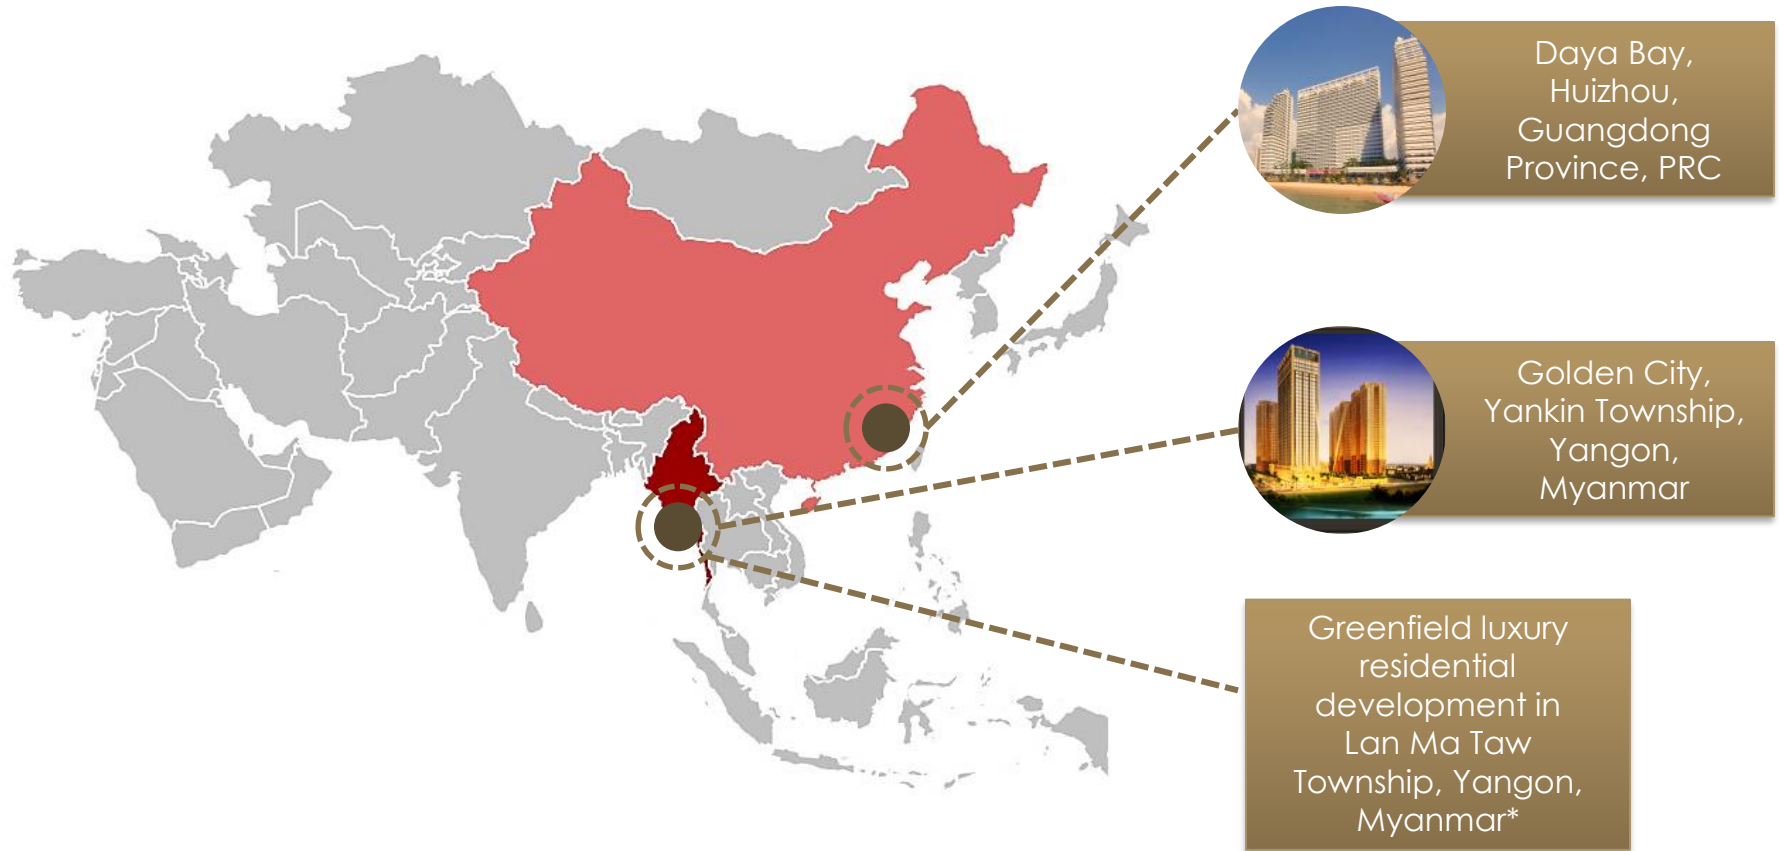 Daya Bay,
Huizhou,
Guangdong
Province, PRC
Golden City,
Yankin Township,
Yangon,
Myanmar
Greenfield luxury
residential
development in
Lan Ma Taw
Township, Yangon,
Myanmar*